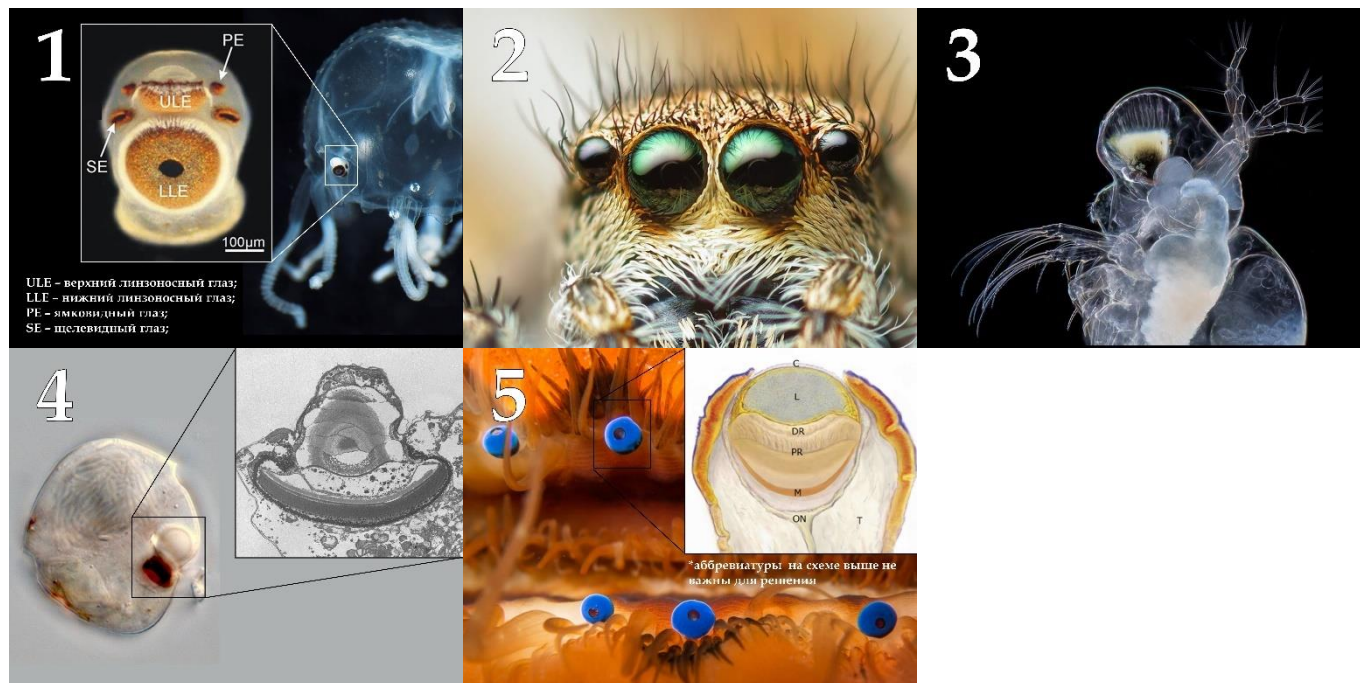 1
PE
ULE
SE
LLE
100μm
ULE – верхний линзоносный глаз;
LLE – нижний линзоносный глаз;
PE – ямковидный глаз;
SE – щелевидный глаз;
2
3
4
5
C
L
DR
PR
M
ON
T
*аббревиатуры на схеме выше не
важны для решения